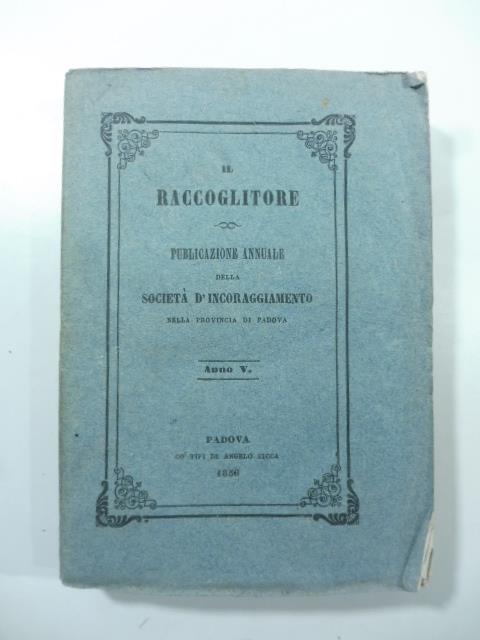 IL
RACCOGLITORE
PUBLICAZIONE ANNUALE
DELLA
SOCIETÀ D'INCORAGGIAMENTO
NELLA PROVINCIA DI PADOVA
Anno V.
PADOVA
CO' TIPI DI ANGELO SICCA
1856